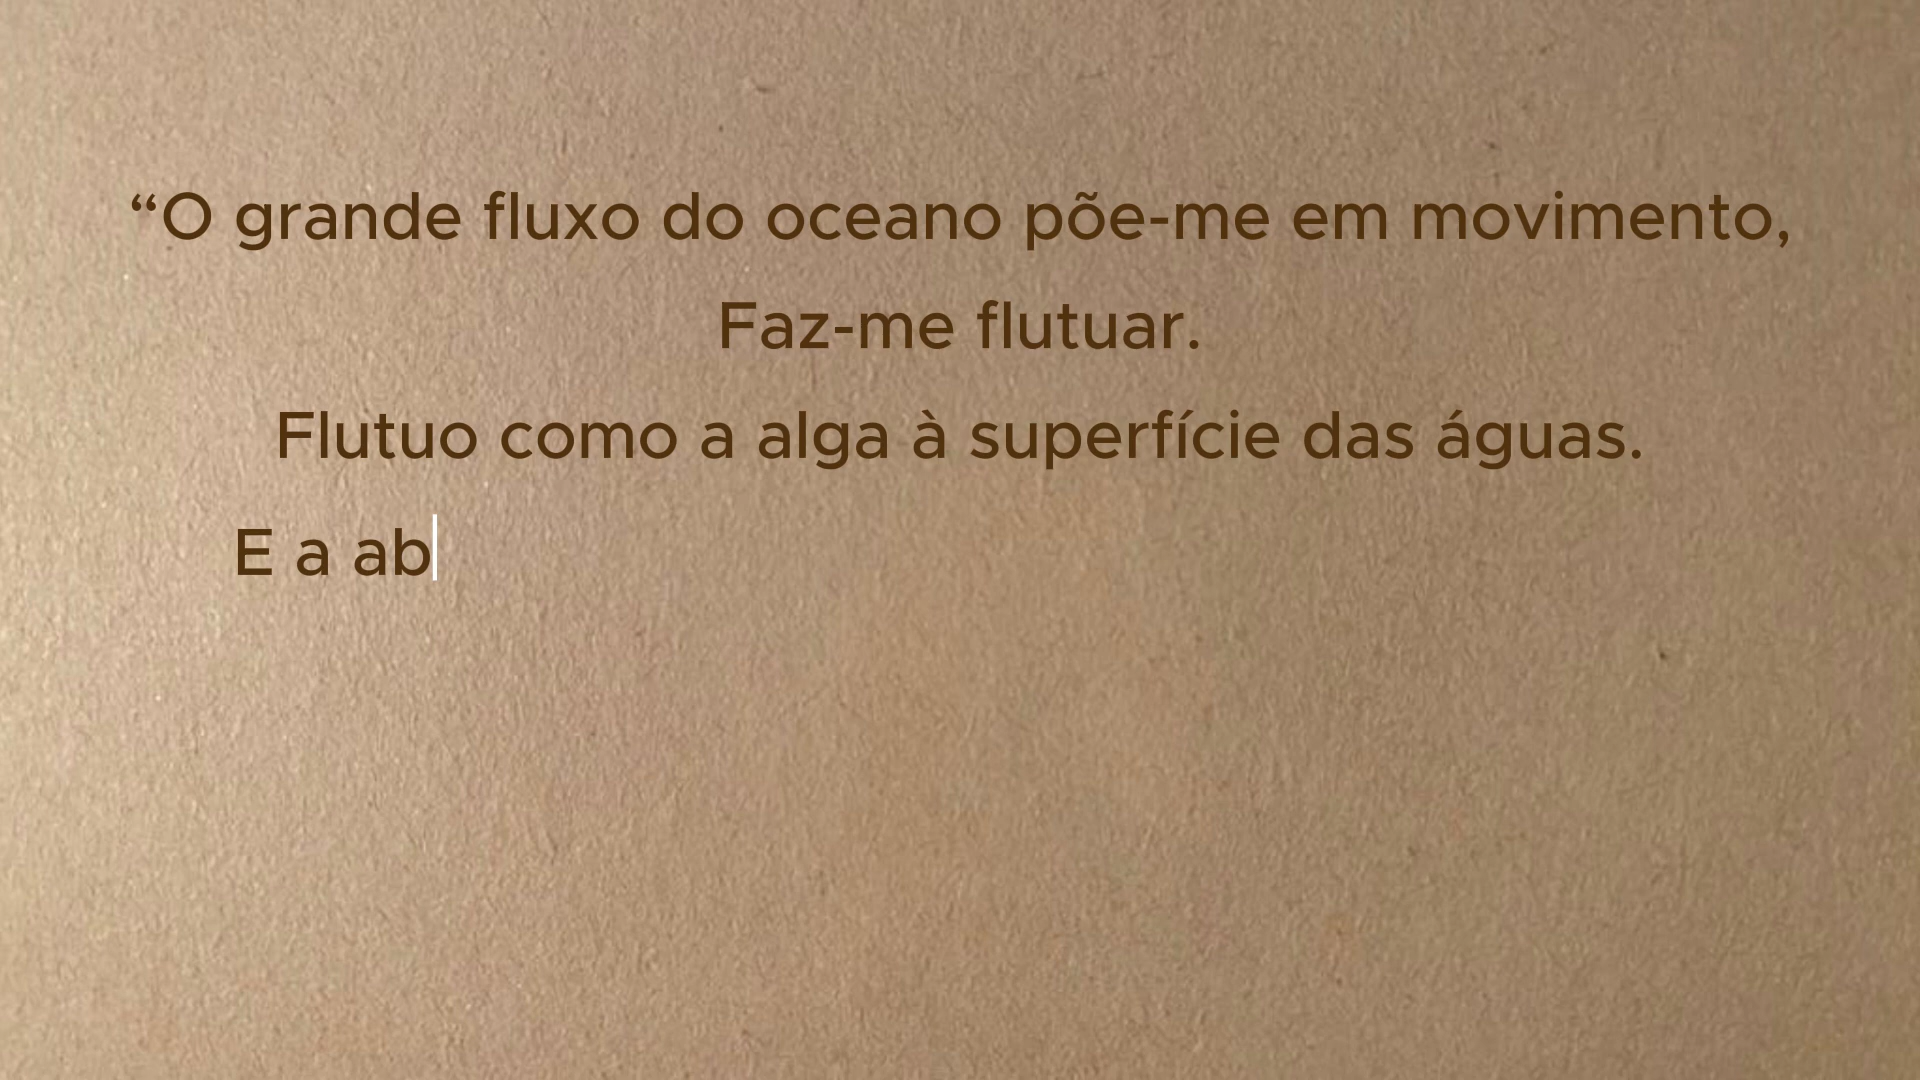 “O grande fluxo do oceano põe-me em movimento,
Faz-me flutuar.
Flutuo como a alga à superfície das águas.
E a ab